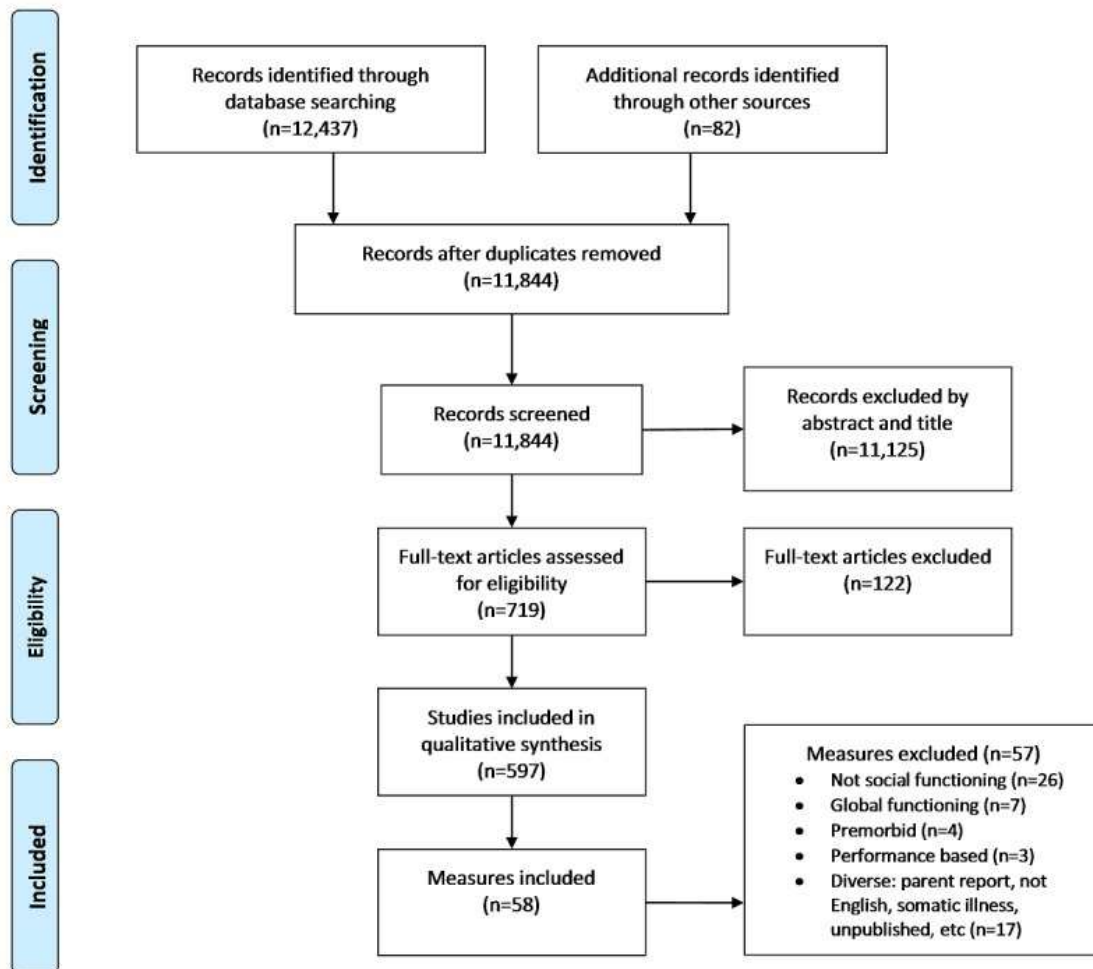 Identification
Records identified through
database searching
(n=12,437)
Additional records identified
through other sources
(n=82)
Records after duplicates removed
(n=11,844)
Screening
Records screened
(n=11,844)
Records excluded by
abstract and title
(n=11,125)
Eligibility
Full-text articles assessed
for eligibility
(n=719)
Full-text articles excluded
(n=122)
Studies included in
qualitative synthesis
(n=597)
Included
Measures included
(n=58)
Measures excluded (n=57)
• Not social functioning (n=26)
• Global functioning (n=7)
• Premorbid (n=4)
• Performance based (n=3)
• Diverse: parent report, not
English, somatic illness,
unpublished, etc (n=17)